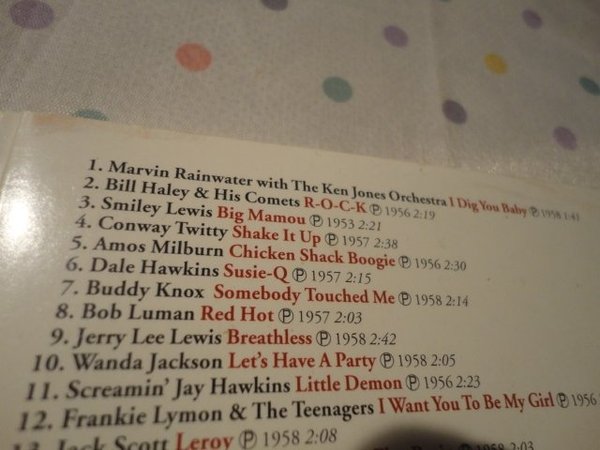 1. Marvin Rainwater with The Ken Jones Orchestra I Dig You Baby ℗ 1958 1:41
2. Bill Haley & His Comets R-O-C-K ℗ 1956 2:19
3. Smiley Lewis Big Mamou ℗ 1953 2:21
4. Conway Twitty Shake It Up ℗ 1957 2:38
5. Amos Milburn Chicken Shack Boogie ℗ 1956 2:30
6. Dale Hawkins Susie-Q ℗ 1957 2:15
7. Buddy Knox Somebody Touched Me ℗ 1958 2:14
8. Bob Luman Red Hot ℗ 1957 2:03
9. Jerry Lee Lewis Breathless ℗ 1958 2:42
10. Wanda Jackson Let's Have A Party ℗ 1958 2:05
11. Screamin' Jay Hawkins Little Demon ℗ 1956 2:23
12. Frankie Lymon & The Teenagers I Want You To Be My Girl ℗ 1956
13. Jack Scott Leroy ℗ 1958 2:08
2:03